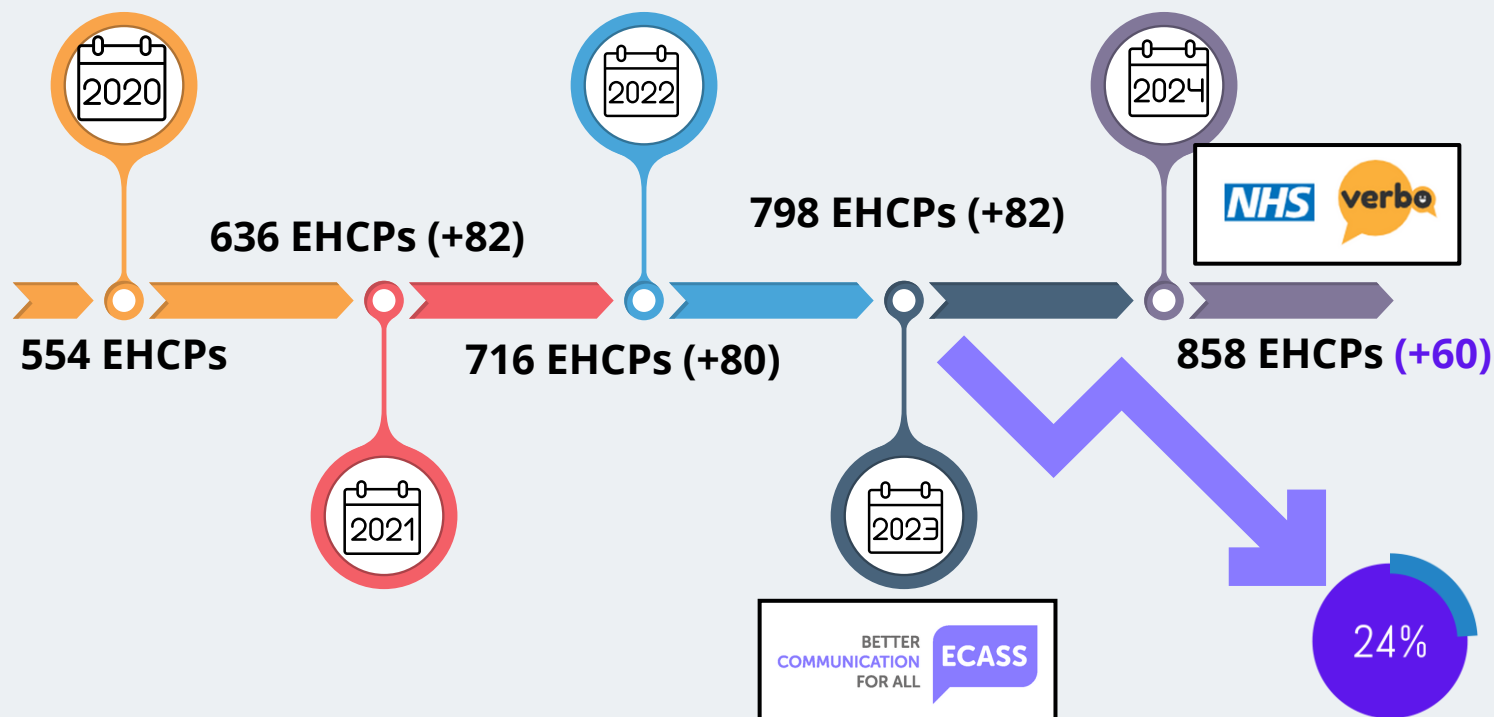 2020
554 EHCPs
636 EHCPs (+82)
2021
2022
716 EHCPs (+80)
798 EHCPs (+82)
2023
BETTER
COMMUNICATION
FOR ALL
ECASS
2024
NHS
verbo
858 EHCPs (+60)
24%